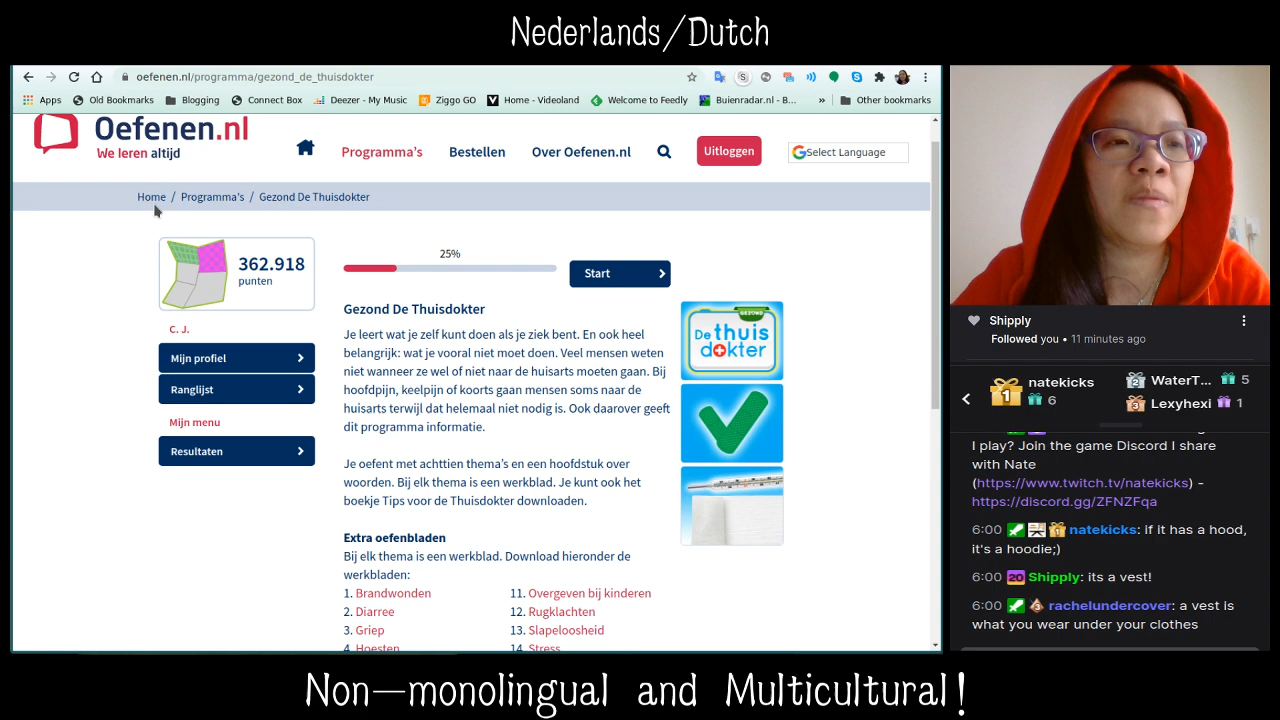 Nederlands/Dutch
oefenen.nl/programma/gezond_de_thuisdokter
Apps
Old Bookmarks
Blogging
Connect Box
Deezer - My Music
Ziggo GO
Home - Videoland
Welcome to Feedly
Buienradar.nl - B...
»
Other bookmarks
Oefenen.nl
We leren altijd
Programma's
Bestellen
Over Oefenen.nl
Uitloggen
Select Language
Home / Programma's / Gezond De Thuisdokter
362.918
punten
C. J.
Mijn profiel
Ranglijst
Mijn menu
Resultaten
25%
Start
Gezond De Thuisdokter
Je leert wat je zelf kunt doen als je ziek bent. En ook heel
belangrijk: wat je vooral niet moet doen. Veel mensen weten
niet wanneer ze wel of niet naar de huisarts moeten gaan. Bij
hoofdpijn, keelpijn of koorts gaan mensen soms naar de
huisarts terwijl dat helemaal niet nodig is. Ook daarover geeft
dit programma informatie.
Je oefent met achttien thema's en een hoofdstuk over
woorden. Bij elk thema is een werkblad. Je kunt ook het
boekje Tips voor de Thuisdokter downloaden.
Extra oefenbladen
Bij elk thema is een werkblad. Download hieronder de
werkbladen:
1. Brandwonden
2. Diarree
3. Griep
4. Hoesten
11. Overgeven bij kinderen
12. Rugklachten
13. Slapeloosheid
14. Stress
GEZOND
De thuis
dokter
Shipply
Followed you • 11 minutes ago
1
natekicks
6
2 WaterT... 5
3 Lexyhexi 1
I play? Join the game Discord I share
with Nate
(https://www.twitch.tv/natekicks) -
https://discord.gg/ZFNZFqa
6:00 natekicks: if it has a hood,
it's a hoodie;)
6:00 20 Shipply: its a vest!
6:00 rachelundercover: a vest is
what you wear under your clothes
Non-monolingual and Multicultural!